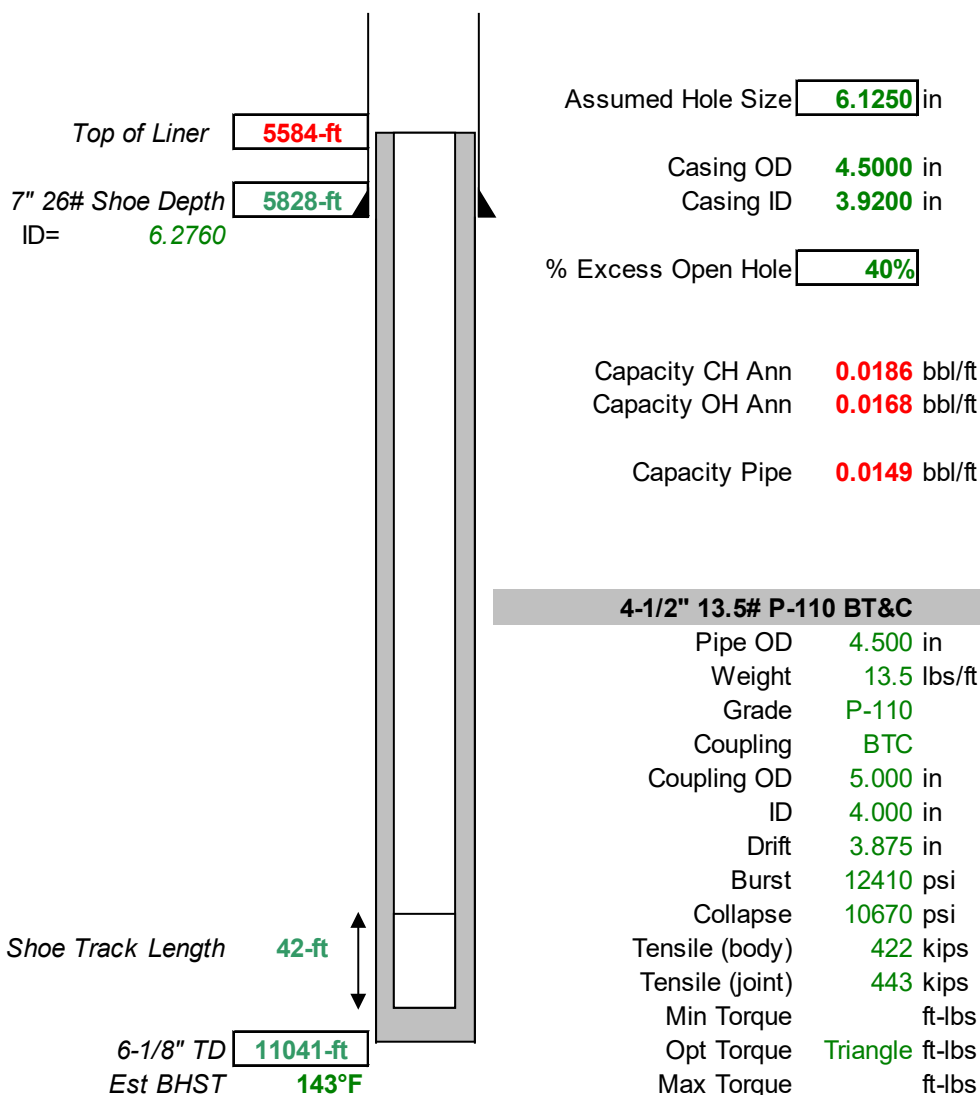 Assumed Hole Size 6.1250 in
Top of Liner 5584-ft
Casing OD 4.5000 in
7" 26# Shoe Depth 5828-ft
Casing ID 3.9200 in
ID= 6.2760
% Excess Open Hole 40%
Capacity CH Ann 0.0186 bbl/ft
Capacity OH Ann 0.0168 bbl/ft
Capacity Pipe 0.0149 bbl/ft
4-1/2" 13.5# P-110 BT&C
Pipe OD 4.500 in
Weight 13.5 lbs/ft
Grade P-110
Coupling BTC
Coupling OD 5.000 in
ID 4.000 in
Drift 3.875 in
Burst 12410 psi
Collapse 10670 psi
Shoe Track Length 42-ft
Tensile (body) 422 kips
Tensile (joint) 443 kips
Min Torque ft-lbs
6-1/8" TD 11041-ft
Opt Torque Triangle ft-lbs
Est BHST 143°F
Max Torque ft-lbs